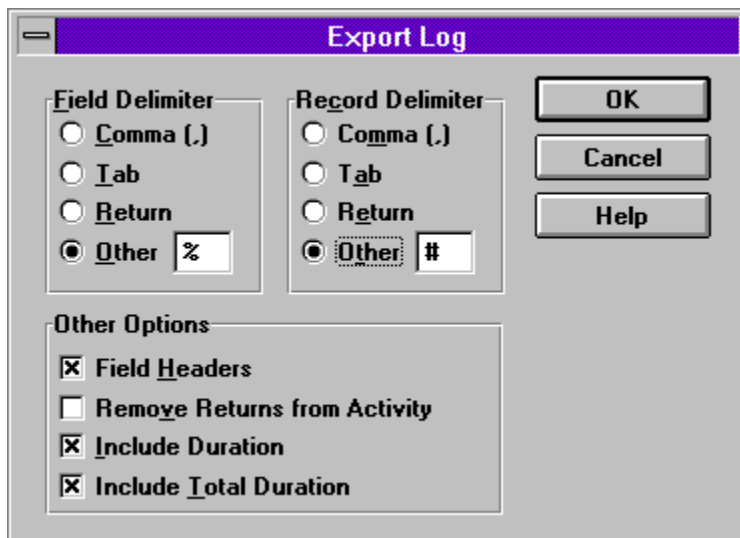 Export Log
Field Delimiter
Comma (,)
Tab
Return
Other %
Record Delimiter
Comma (,)
Tab
Return
Other #
OK
Cancel
Help
Other Options
Field Headers
Remove Returns from Activity
Include Duration
Include Total Duration